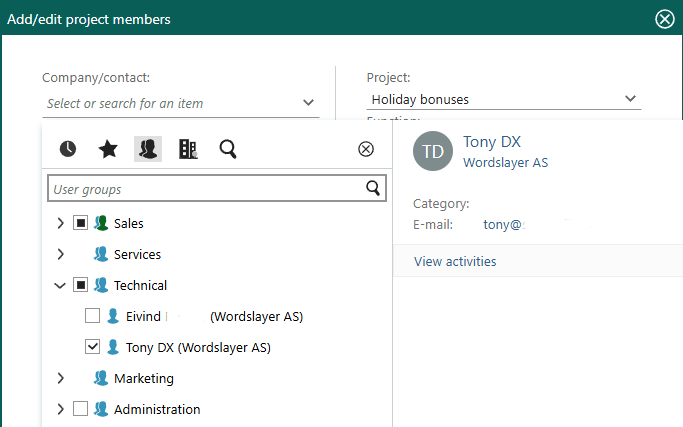 Add/edit project members
Company/contact:
Select or search for an item
Project:
Holiday bonuses
Function:
User groups
Sales
Services
Technical
Eivind (Wordslayer AS)
Tony DX (Wordslayer AS)
Marketing
Administration
TD
Tony DX
Wordslayer AS
Category:
E-mail: tony@
View activities